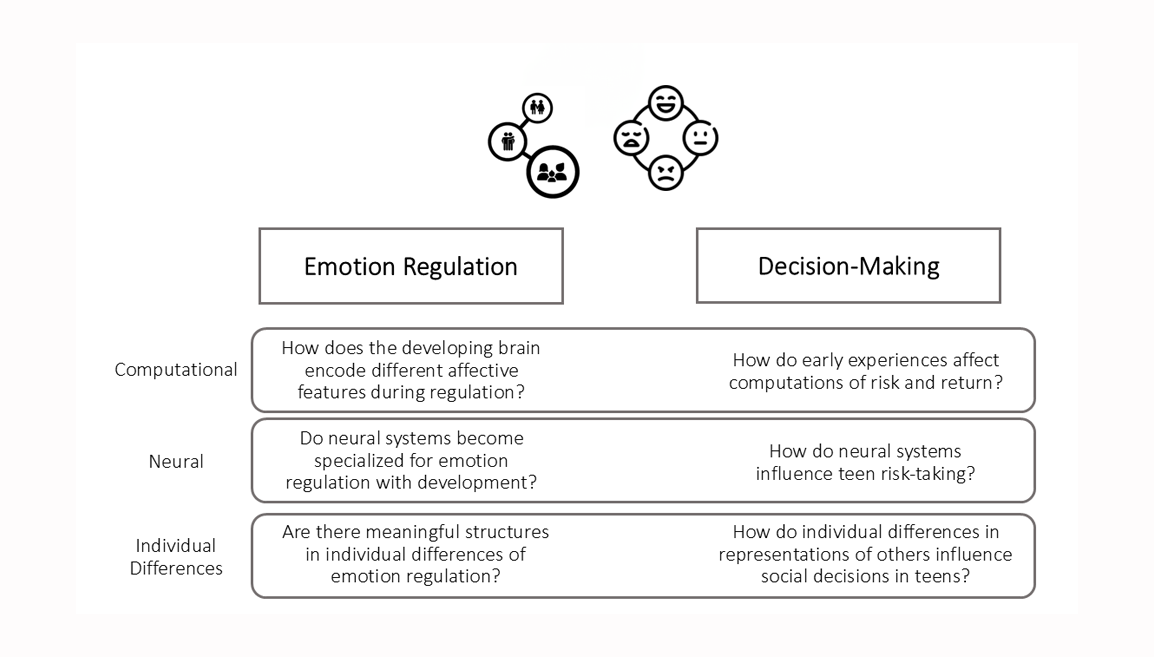 Emotion Regulation
Decision-Making
Computational
How does the developing brain
encode different affective
features during regulation?
How do early experiences affect
computations of risk and return?
Neural
Do neural systems become
specialized for emotion
regulation with development?
How do neural systems
influence teen risk-taking?
Individual
Differences
Are there meaningful structures
in individual differences of
emotion regulation?
How do individual differences in
representations of others influence
social decisions in teens?